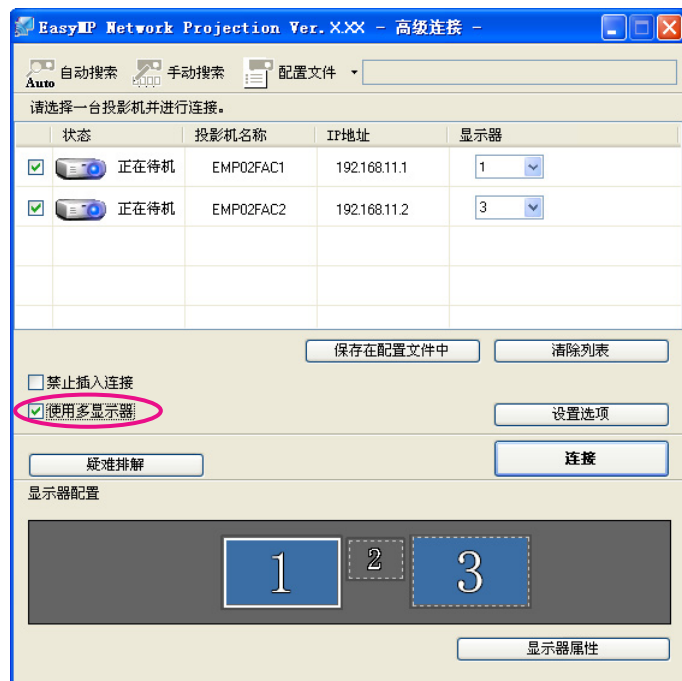 EasyMP Network Projection Ver. X.XX - 高级连接 -
Auto 自动搜索 手动搜索 配置文件
请选择一台投影机并进行连接。
状态 投影机名称 IP地址 显示器
正在待机 EMP02FAC1 192.168.11.1 1
正在待机 EMP02FAC2 192.168.11.2 3
保存在配置文件中 清除列表
禁止插入连接
使用多显示器 设置选项
疑难排解 连接
显示器配置
1 2 3
显示器属性